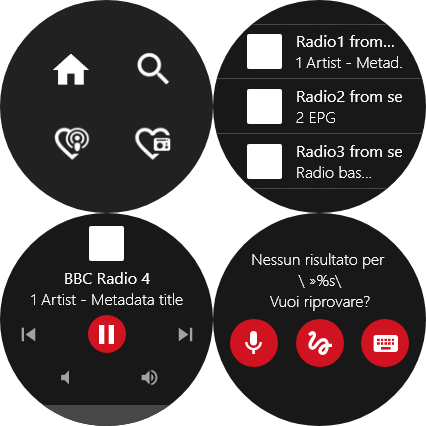 Radio1 from...
1 Artist - Metad.
Radio2 from se
2 EPG
Radio3 from se
Radio bas...
BBC Radio 4
1 Artist - Metadata title
Nessun risultato per
\ »%s\
Vuoi riprovare?